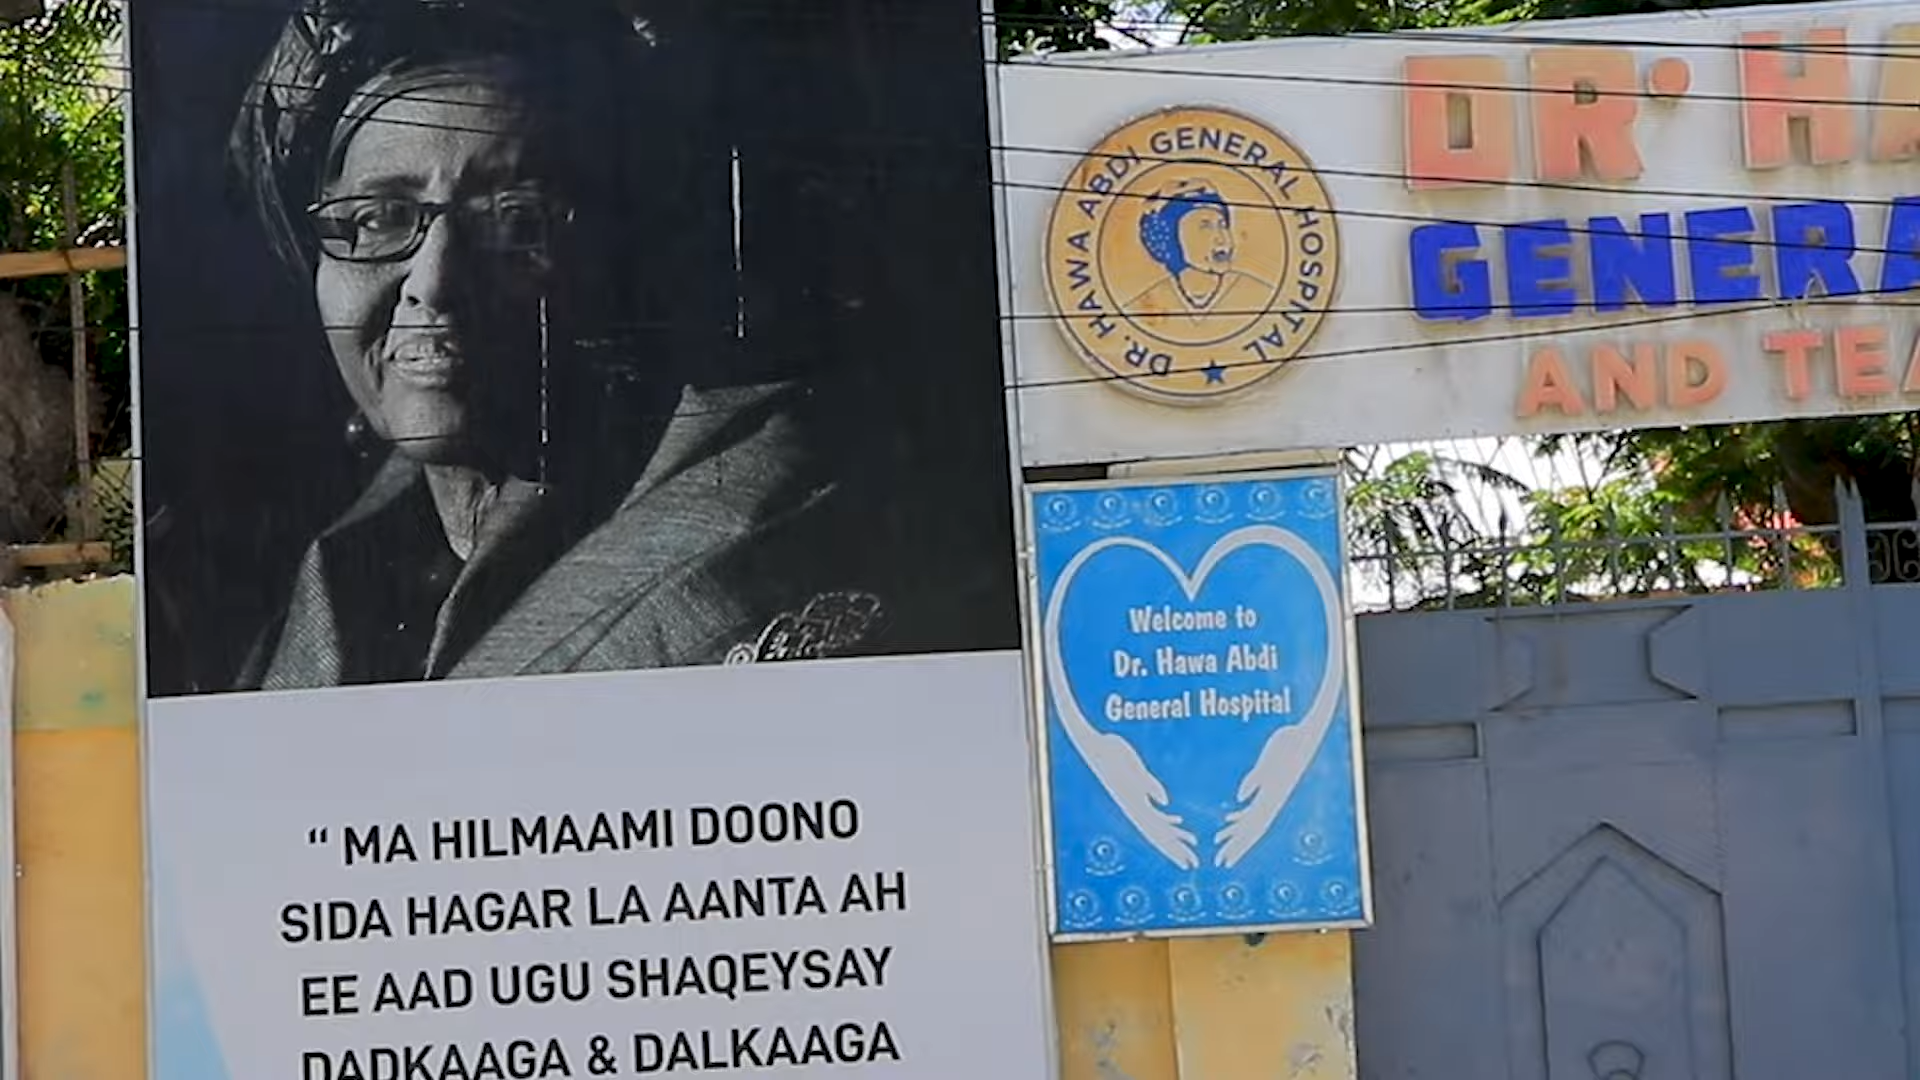 “ MA HILMAAMI DOONO
SIDA HAGAR LA AANTA AH
EE AAD UGU SHAQEYSAY
DADKAAGA & DALKAAGA
DR. HAWA ABDI GENERAL HOSPITAL
DR. HA
GENERA
AND TEA
Welcome to
Dr. Hawa Abdi
General Hospital